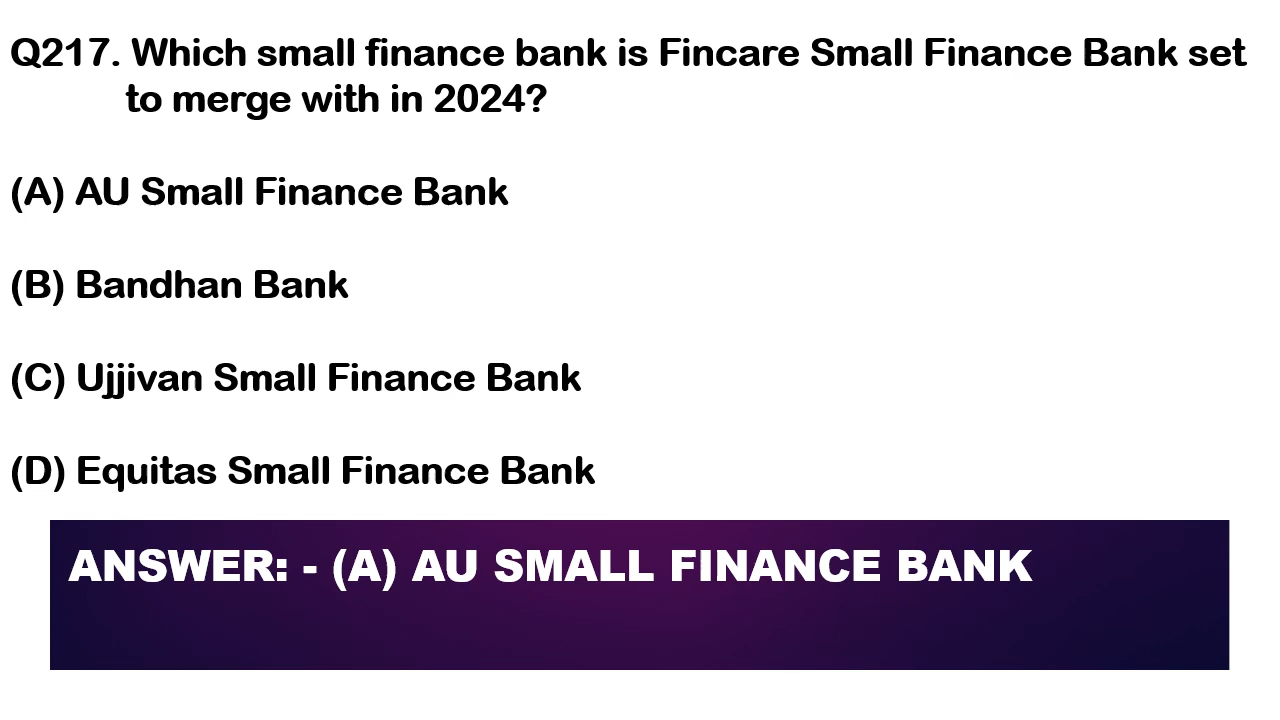 Q217. Which small finance bank is Fincare Small Finance Bank set
to merge with in 2024?
(A) AU Small Finance Bank
(B) Bandhan Bank
(C) Ujjivan Small Finance Bank
(D) Equitas Small Finance Bank
ANSWER: - (A) AU SMALL FINANCE BANK